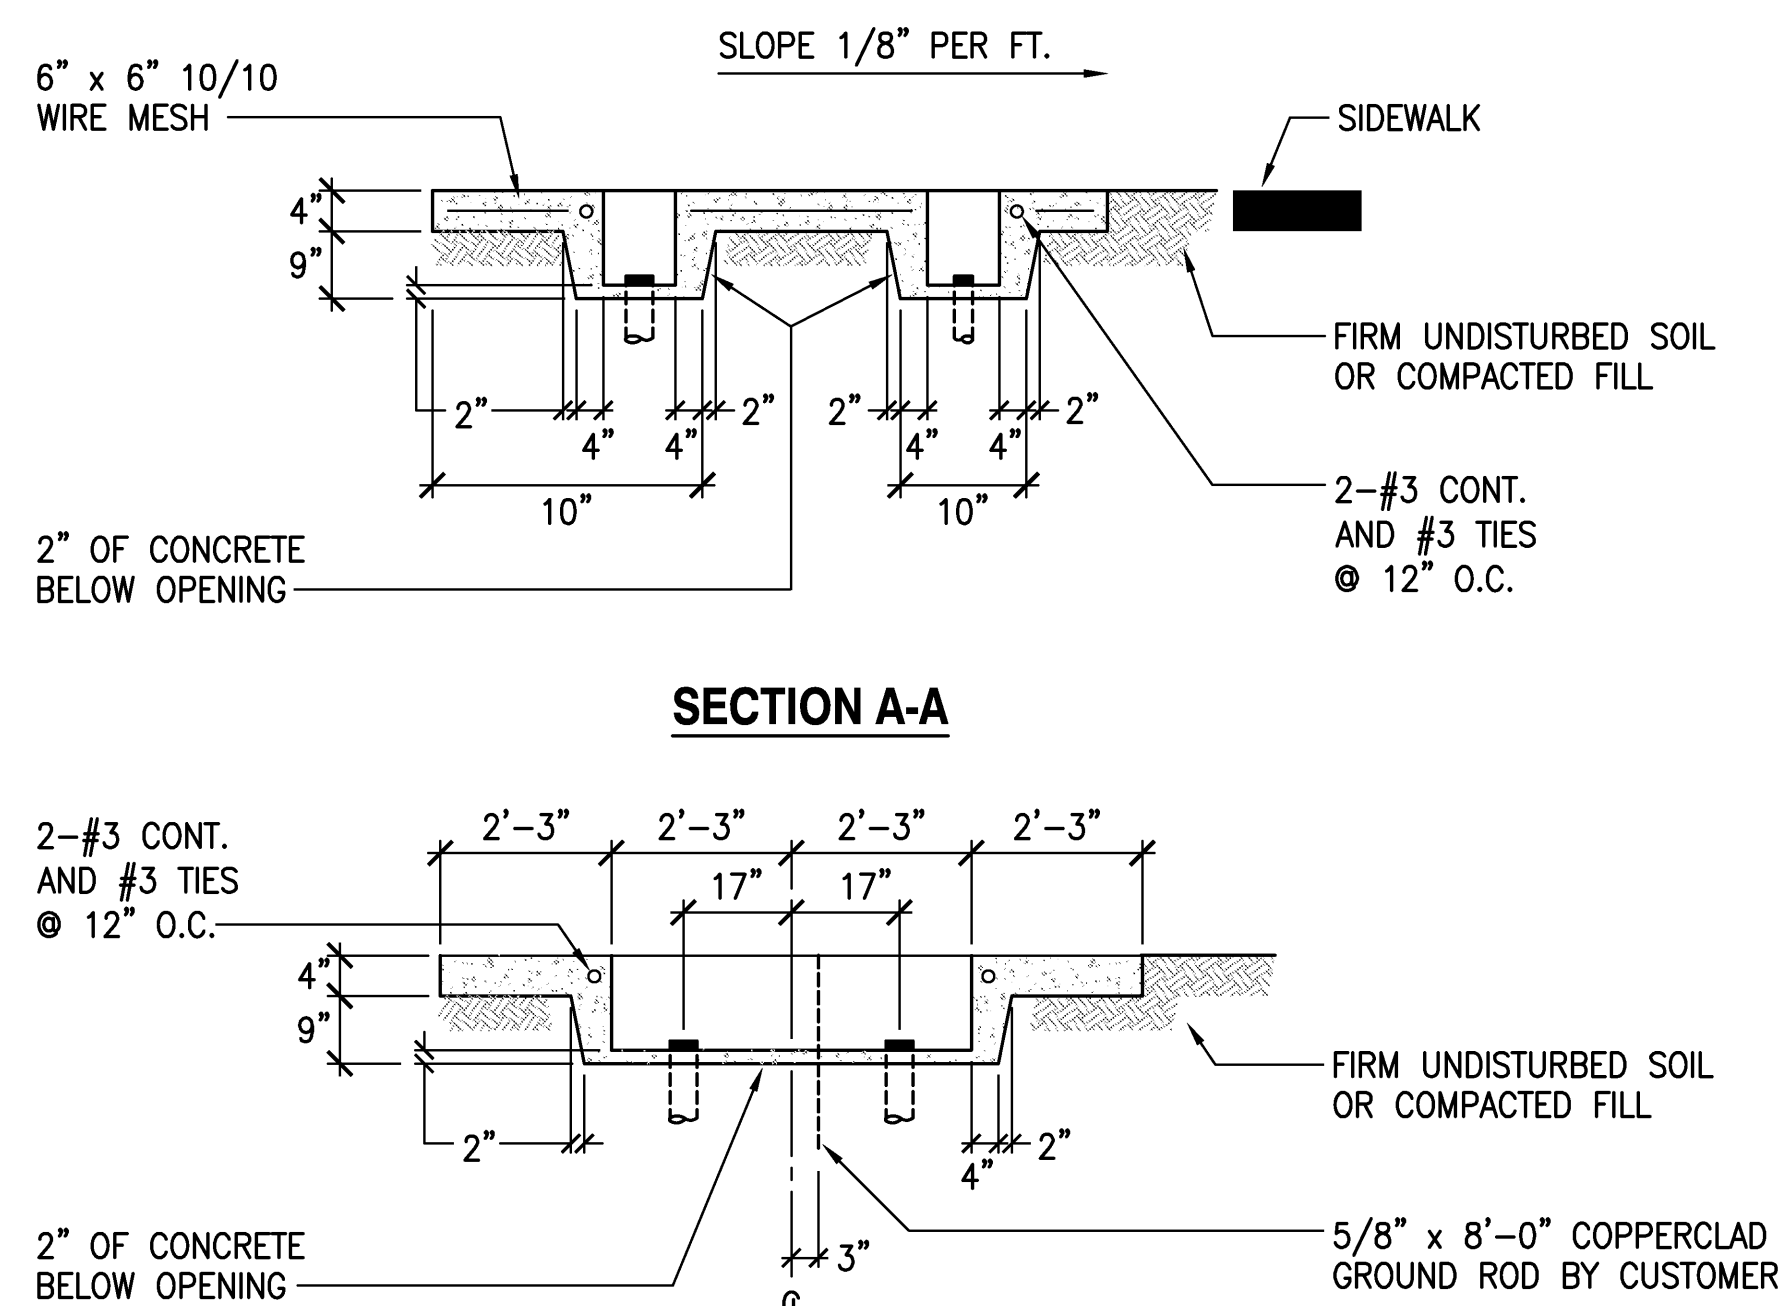 SLOPE 1/8” PER FT.
6” x 6” 10/10
WIRE MESH
SIDEWALK
4”
9”
FIRM UNDISTURBED SOIL
OR COMPACTED FILL
2”
2”
2”
2”
4”
4”
4”
4”
10”
10”
2-#3 CONT.
AND #3 TIES
@ 12” O.C.
2” OF CONCRETE
BELOW OPENING
SECTION A-A
2-#3 CONT.
AND #3 TIES
@ 12” O.C.
2’-3”
2’-3”
2’-3”
2’-3”
17”
17”
4”
9”
FIRM UNDISTURBED SOIL
OR COMPACTED FILL
2”
2”
4”
2” OF CONCRETE
BELOW OPENING
3”
5/8” x 8’-0” COPPERCLAD
GROUND ROD BY CUSTOMER